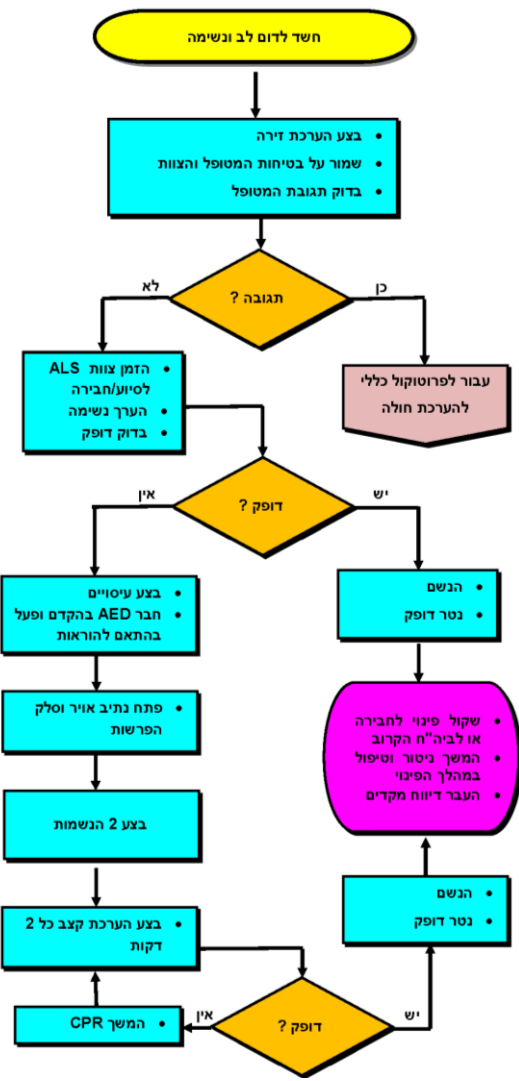 חשד לדום לב ונשימה
• בצע הערכת זירה
• שמור על בטיחות המטופל והצוות
• בדוק תגובת המטופל
תגובה ?
לא
כן
• הזמן צוות ALS
לסיוע/חבירה
• הערך נשימה
• בדוק דופק
עבור לפרוטוקול כללי
להערכת חולה
דופק ?
אין
יש
• בצע עיסויים
• חבר AED בהקדם ופעל
בהתאם להוראות
• הנשם
• נטר דופק
• פתח נתיב אויר וסלק
הפרשות
• שקול פינוי לחבירה
או לביה"ח הקרוב
• המשך ניטור וטיפול
במהלך הפינוי
• העבר דיווח מקדים
בצע 2 הנשמות
• בצע הערכת קצב כל 2
דקות
• הנשם
• נטר דופק
דופק ?
אין
יש
• המשך CPR